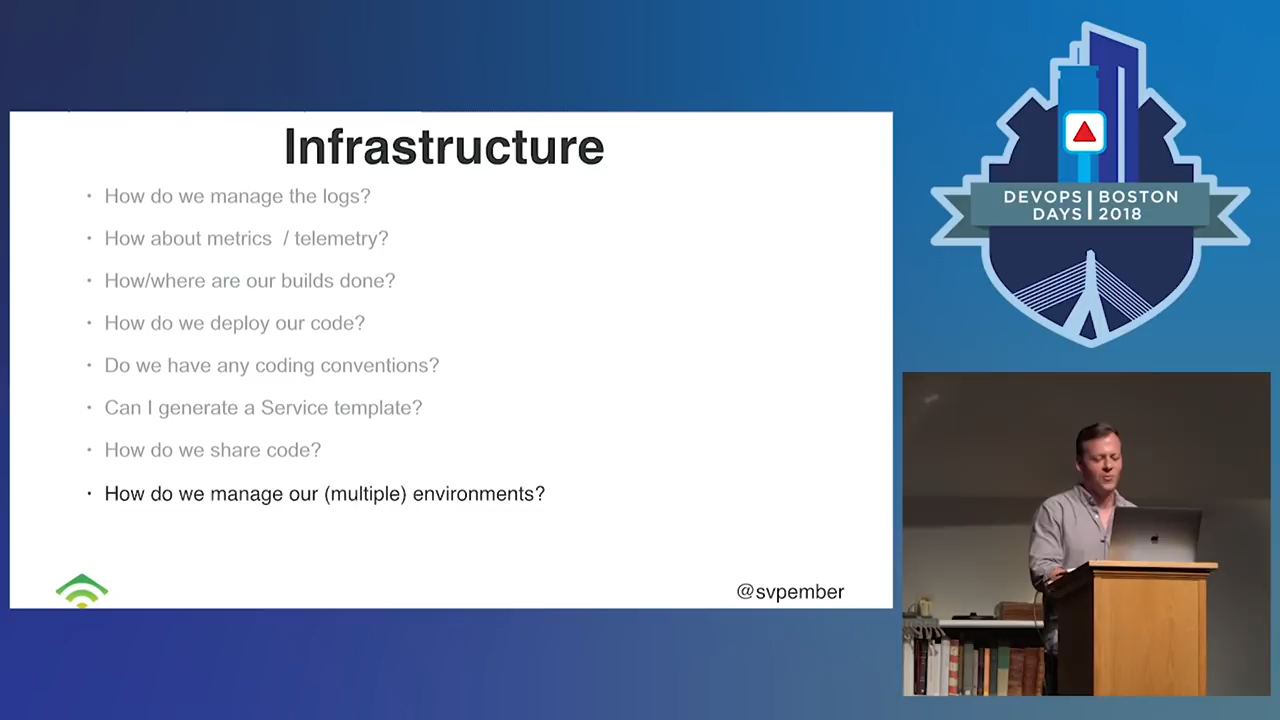 Infrastructure
· How do we manage the logs?
· How about metrics / telemetry?
· How/where are our builds done?
· How do we deploy our code?
· Do we have any coding conventions?
· Can I generate a Service template?
· How do we share code?
· How do we manage our (multiple) environments?
@svpember
DEVOPS | BOSTON
DAYS | 2018